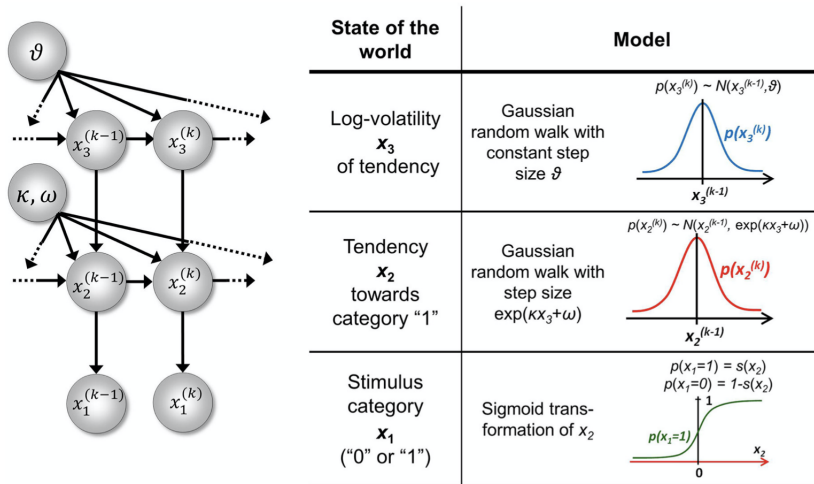 ϑ
x₃⁽ᵏ⁻¹⁾ x₃⁽ᵏ⁾
κ, ω
x₂⁽ᵏ⁻¹⁾ x₂⁽ᵏ⁾
x₁⁽ᵏ⁻¹⁾ x₁⁽ᵏ⁾
State of the
world
Model
Log-volatility
x₃
of tendency
Gaussian
random walk with
constant step
size ϑ
p(x₃⁽ᵏ⁾) ~ N(x₃⁽ᵏ⁻¹⁾,ϑ)
p(x₃⁽ᵏ⁾)
x₃⁽ᵏ⁻¹⁾
Tendency
x₂
towards
category “1”
Gaussian
random walk with
step size
exp(κx₃+ω)
p(x₂⁽ᵏ⁾) ~ N(x₂⁽ᵏ⁻¹⁾, exp(κx₃+ω))
p(x₂⁽ᵏ⁾)
x₂⁽ᵏ⁻¹⁾
Stimulus
category
x₁
(“0” or “1”)
Sigmoid trans-
formation of x₂
p(x₁=1) = s(x₂)
p(x₁=0) = 1-s(x₂)
1
p(x₁=1)
x₂
0